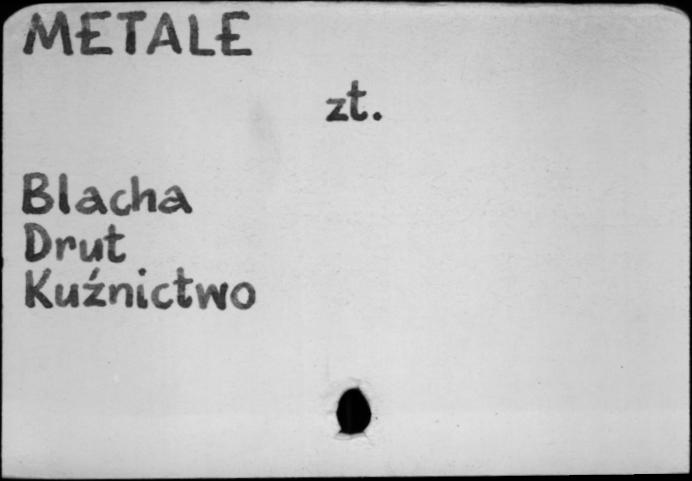 METALE
zt.
Blacha
Drut
Kuźnictwo